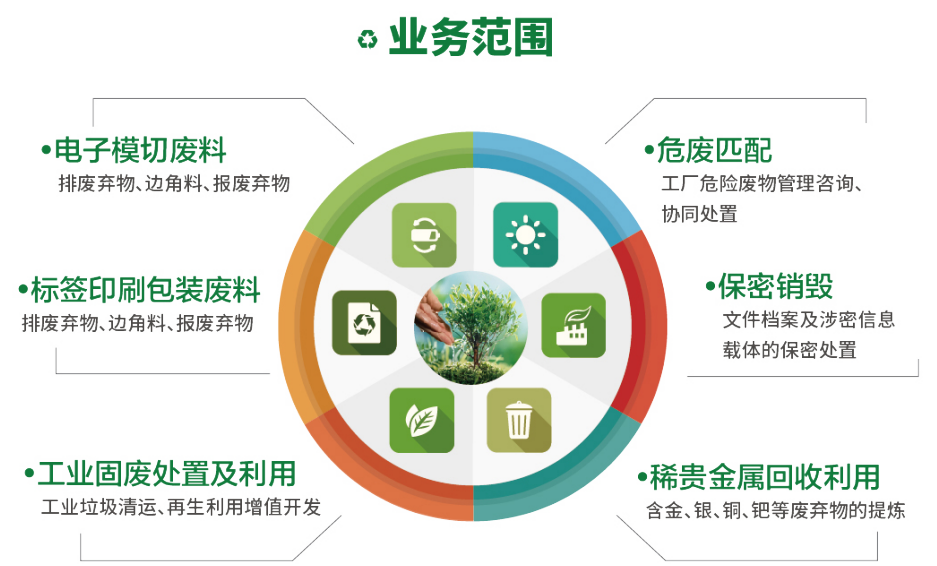 业务范围
•电子模切废料
排废弃物、边角料、报废弃物
•标签印刷包装废料
排废弃物、边角料、报废弃物
•工业固废处置及利用
工业垃圾清运、再生利用增值开发
•危废匹配
工厂危险废物管理咨询、
协同处置
•保密销毁
文件档案及涉密信息
载体的保密处置
•稀贵金属回收利用
含金、银、铜、钯等废弃物的提炼